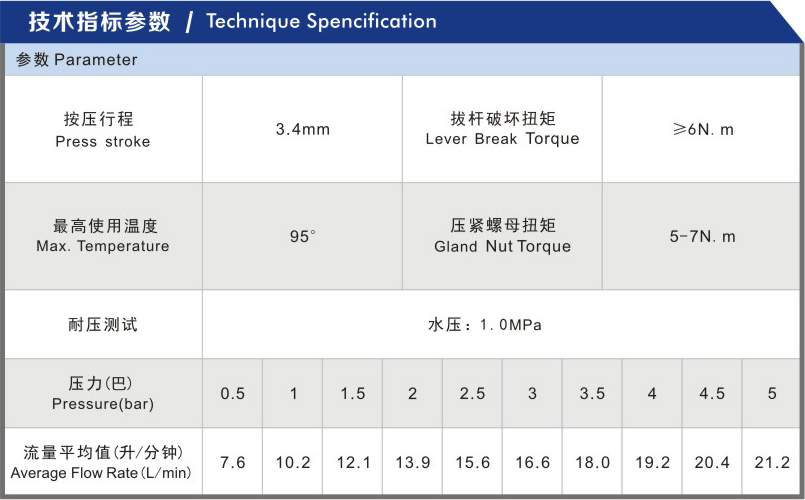 技术指标参数 / Technique Spencification
参数 Parameter
按压行程
Press stroke
3.4mm
拔杆破坏扭矩
Lever Break Torque
≥6N. m
最高使用温度
Max. Temperature
95°
压紧螺母扭矩
Gland Nut Torque
5-7N. m
耐压测试
水压: 1.0MPa
压力(巴)
Pressure(bar)
0.5 1 1.5 2 2.5 3 3.5 4 4.5 5
流量平均值(升/分钟)
Average Flow Rate(L/min)
7.6 10.2 12.1 13.9 15.6 16.6 18.0 19.2 20.4 21.2